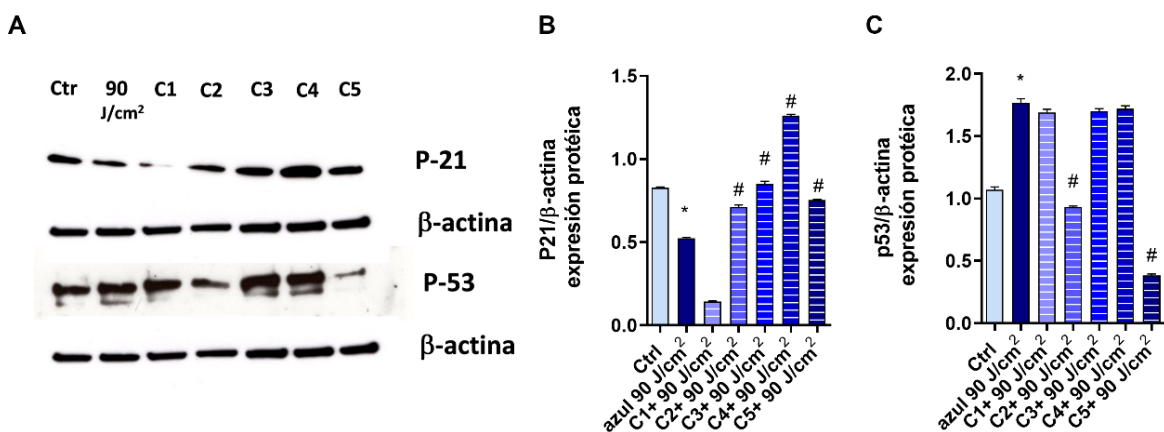 A
Ctr 90 J/cm² C1 C2 C3 C4 C5
P-21
β-actina
P-53
β-actina
B
P21/β-actina
expresión protéica
1.5
1.0
0.5
0.0
*
#
#
#
#
Ctrl
azul 90 J/cm²
C1+ 90 J/cm²
C2+ 90 J/cm²
C3+ 90 J/cm²
C4+ 90 J/cm²
C5+ 90 J/cm²
C
p53/β-actina
expresión protéica
2.0
1.5
1.0
0.5
0.0
*
#
#
Ctrl
azul 90 J/cm²
C1+ 90 J/cm²
C2+ 90 J/cm²
C3+ 90 J/cm²
C4+ 90 J/cm²
C5+ 90 J/cm²